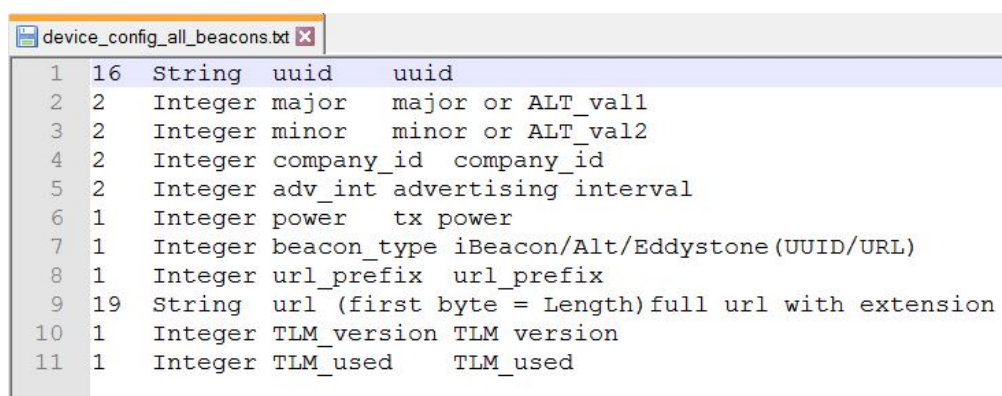 device_config_all_beacons.txt
1 16 String uuid uuid
2 2 Integer major major or ALT_val1
3 2 Integer minor minor or ALT_val2
4 2 Integer company_id company_id
5 2 Integer adv_int advertising interval
6 1 Integer power tx power
7 1 Integer beacon_type iBeacon/Alt/Eddystone(UUID/URL)
8 1 Integer url_prefix url_prefix
9 19 String url (first byte = Length)full url with extension
10 1 Integer TLM_version TLM version
11 1 Integer TLM_used TLM_used